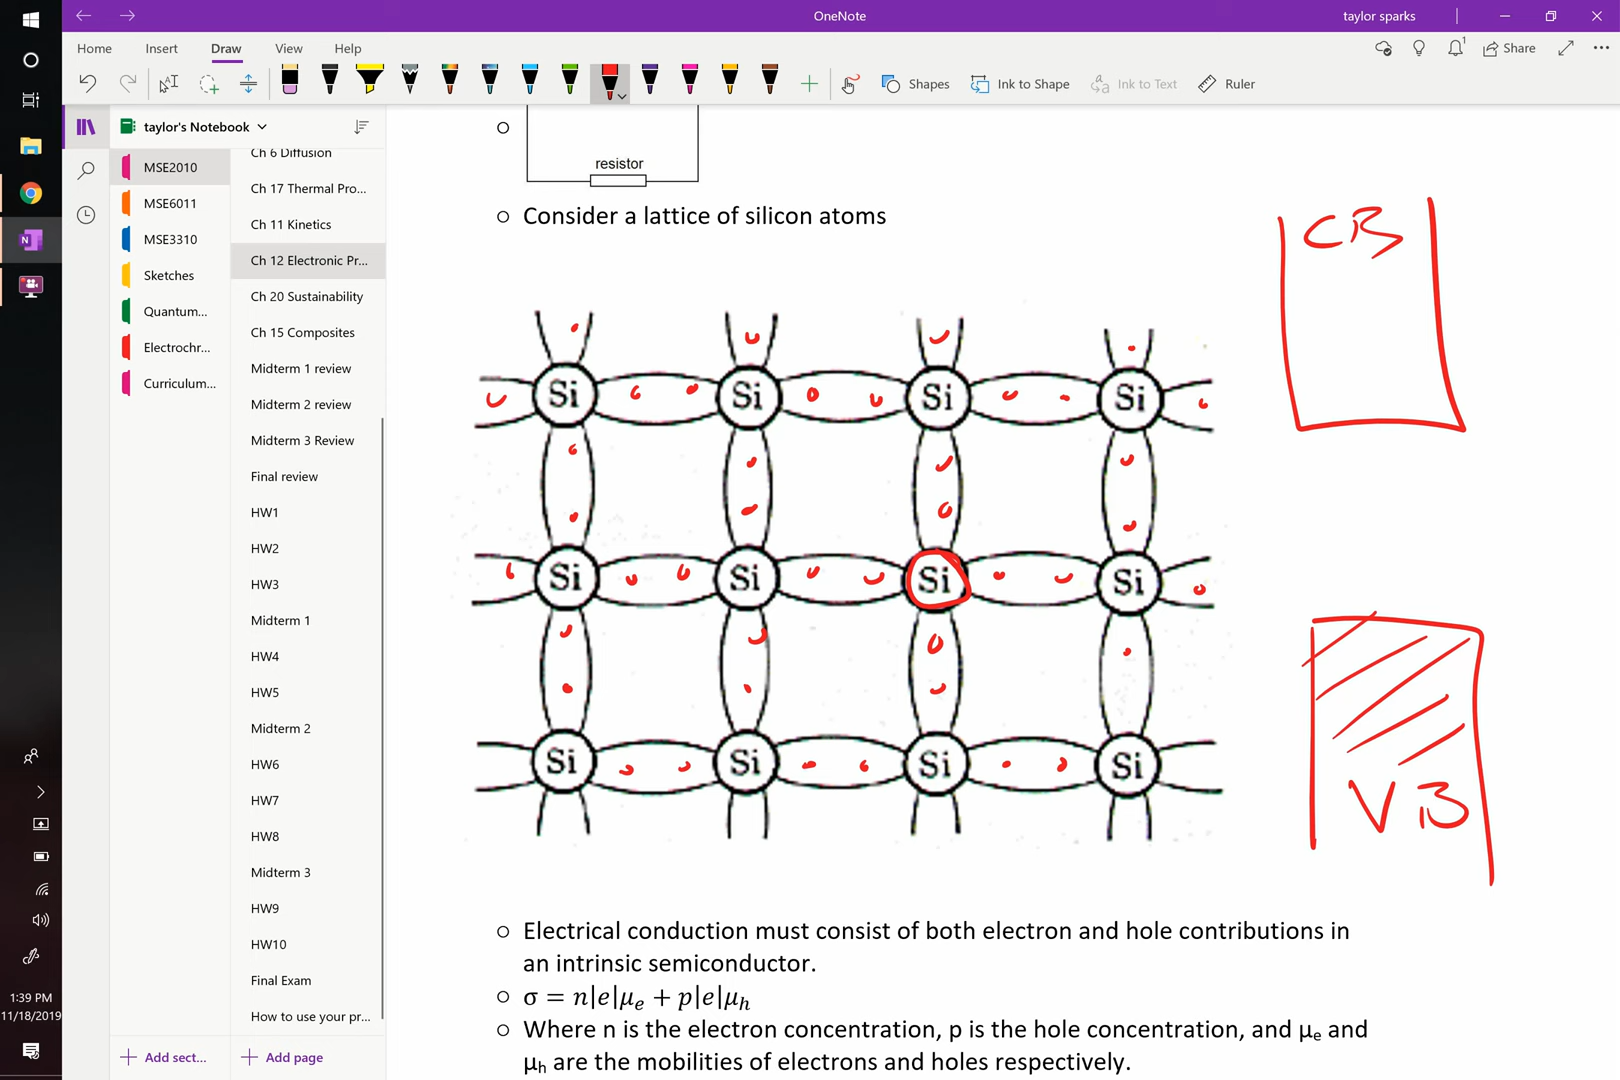 OneNote
taylor sparks
Home
Insert
Draw
View
Help
1
Share
Shapes
Ink to Shape
Ink to Text
Ruler
taylor's Notebook
MSE2010
MSE6011
MSE3310
Sketches
Quantum...
Electrochr...
Curriculum...
Ch 6 Diffusion
Ch 17 Thermal Pro...
Ch 11 Kinetics
Ch 12 Electronic Pr...
Ch 20 Sustainability
Ch 15 Composites
Midterm 1 review
Midterm 2 review
Midterm 3 Review
Final review
HW1
HW2
HW3
Midterm 1
HW4
HW5
Midterm 2
HW6
HW7
HW8
Midterm 3
HW9
HW10
Final Exam
How to use your pr...
Add sect...
Add page
1:39 PM
11/18/2019
resistor
Consider a lattice of silicon atoms
CB
Si Si Si Si
Si Si Si Si
Si Si Si Si
VB
Electrical conduction must consist of both electron and hole contributions in
an intrinsic semiconductor.
σ = n|e|μₑ + p|e|μₕ
Where n is the electron concentration, p is the hole concentration, and μₑ and
μₕ are the mobilities of electrons and holes respectively.